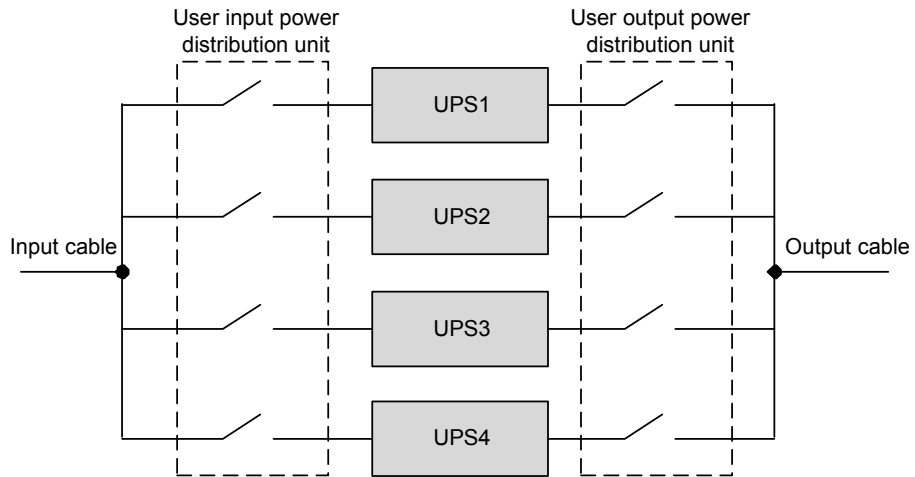 User input power
distribution unit
User output power
distribution unit
UPS1
UPS2
Input cable
Output cable
UPS3
UPS4